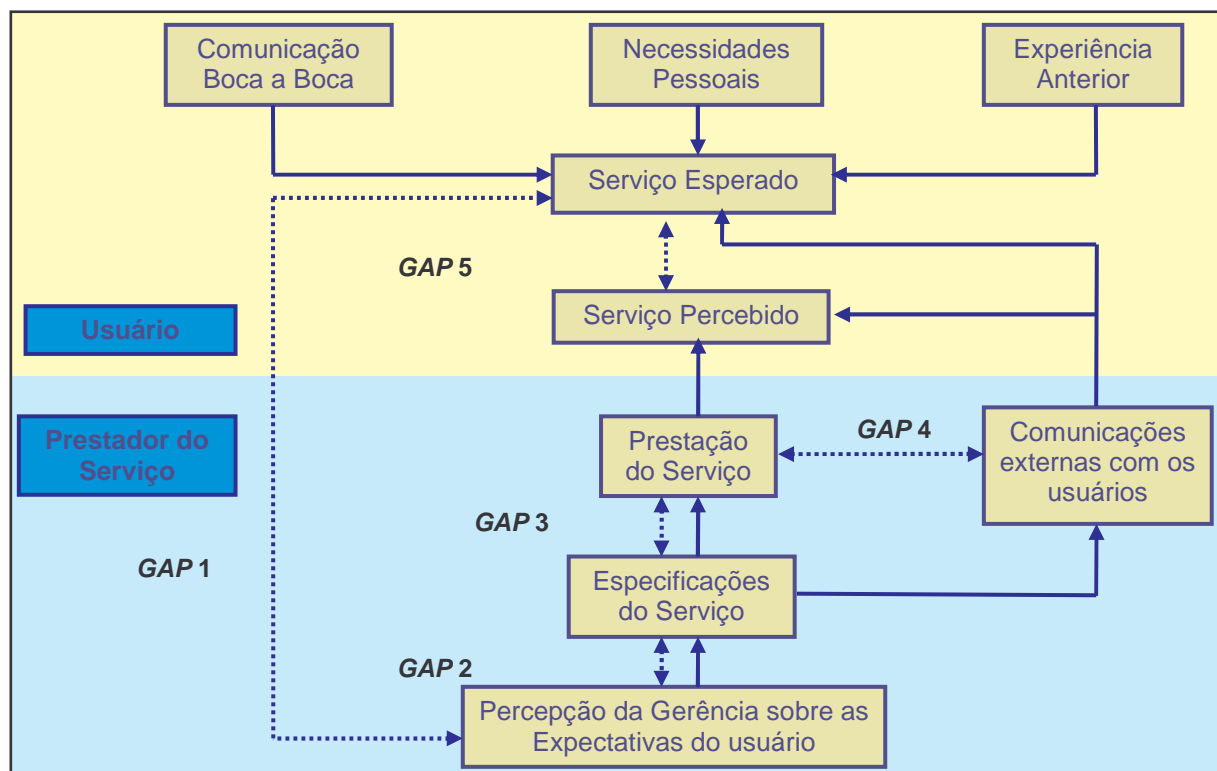 Comunicação
Boca a Boca
Necessidades
Pessoais
Experiência
Anterior
Serviço Esperado
GAP 5
Serviço Percebido
Usuário
Prestador do
Serviço
Prestação
do Serviço
GAP 4
Comunicações
externas com os
usuários
GAP 3
GAP 1
Especificações
do Serviço
GAP 2
Percepção da Gerência sobre as
Expectativas do usuário